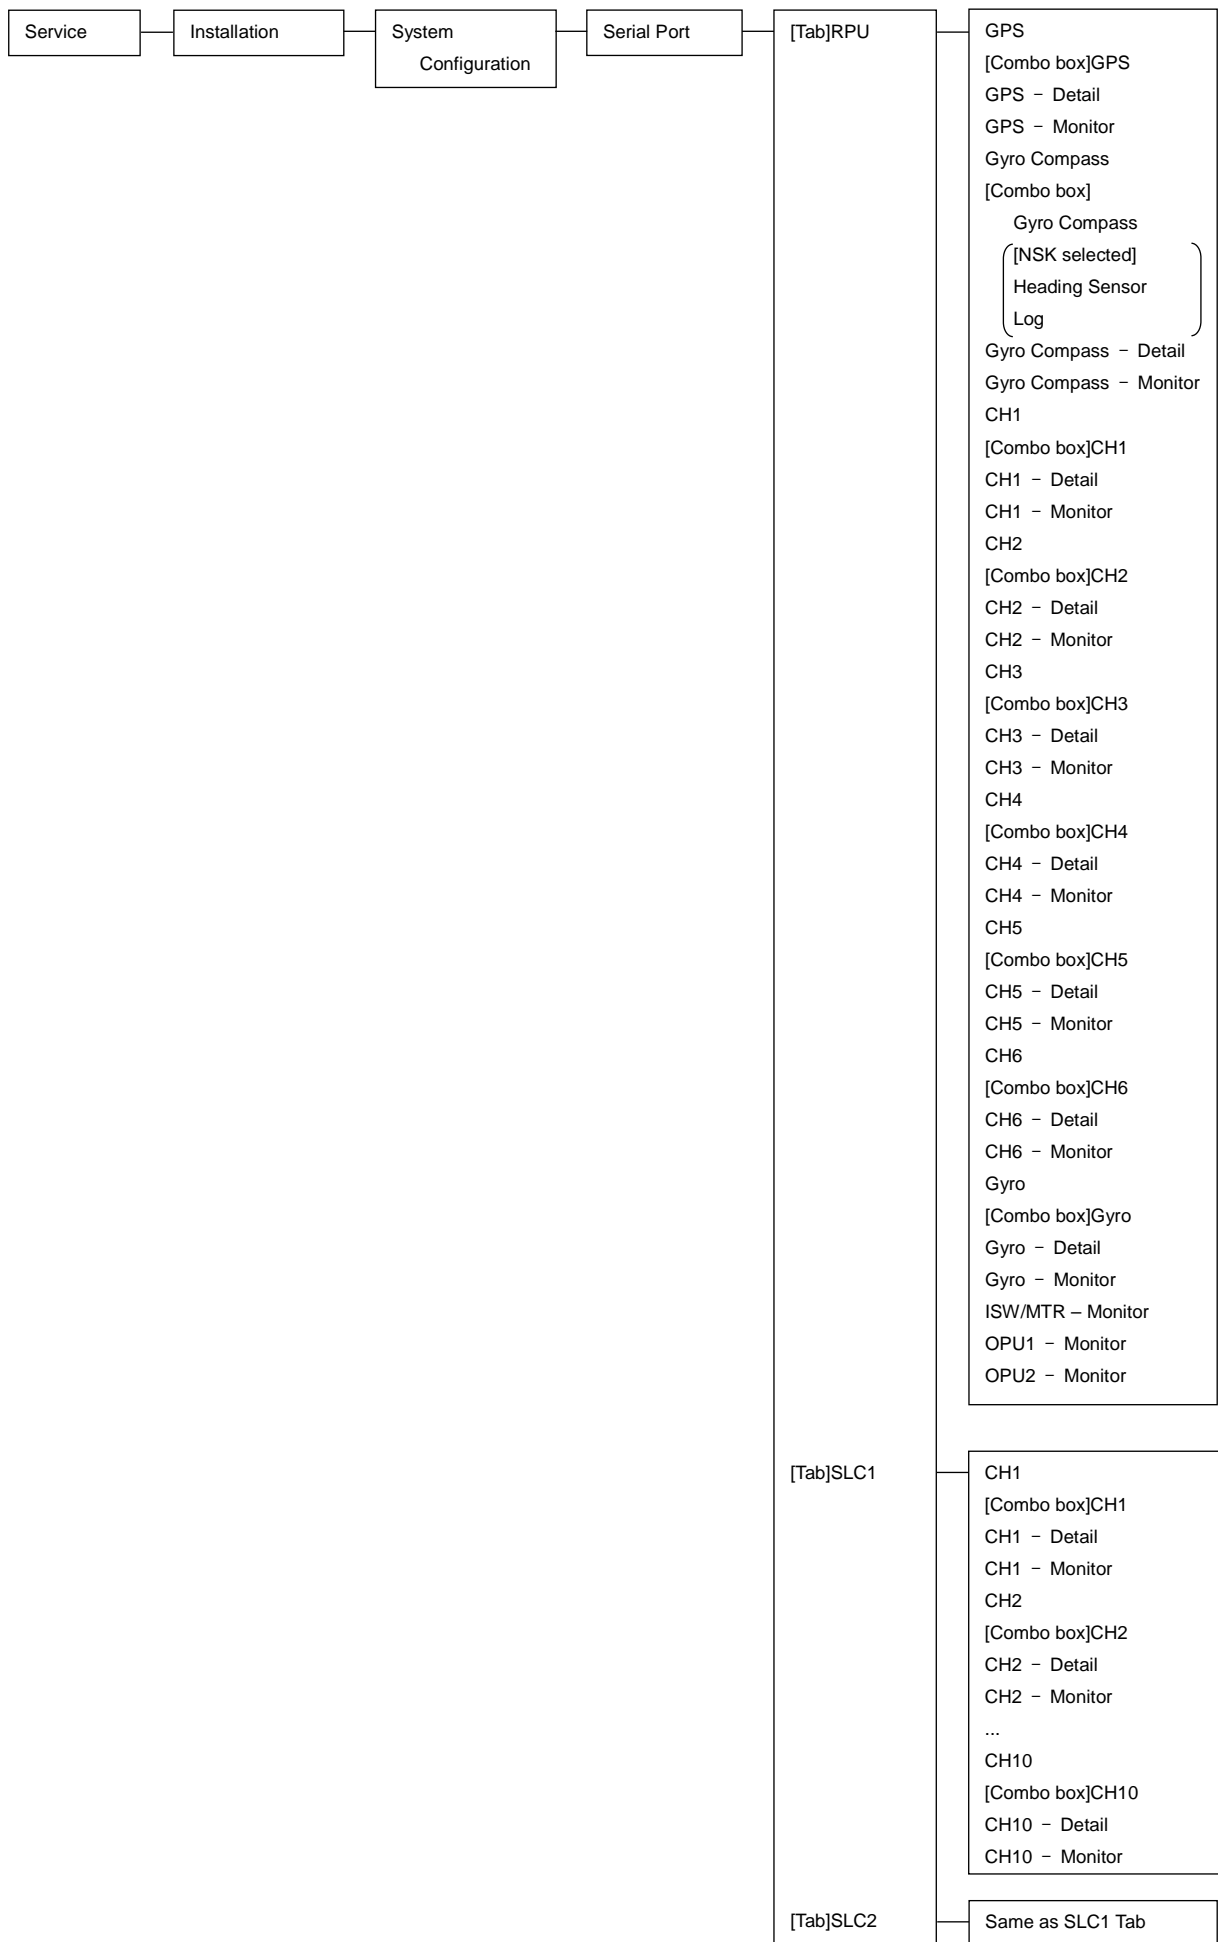 Service
Installation
System
Configuration
Serial Port
[Tab]RPU
GPS
[Combo box]GPS
GPS － Detail
GPS － Monitor
Gyro Compass
[Combo box]
Gyro Compass
[NSK selected]
Heading Sensor
Log
Gyro Compass － Detail
Gyro Compass － Monitor
CH1
[Combo box]CH1
CH1 － Detail
CH1 － Monitor
CH2
[Combo box]CH2
CH2 － Detail
CH2 － Monitor
CH3
[Combo box]CH3
CH3 － Detail
CH3 － Monitor
CH4
[Combo box]CH4
CH4 － Detail
CH4 － Monitor
CH5
[Combo box]CH5
CH5 － Detail
CH5 － Monitor
CH6
[Combo box]CH6
CH6 － Detail
CH6 － Monitor
Gyro
[Combo box]Gyro
Gyro － Detail
Gyro － Monitor
ISW/MTR – Monitor
OPU1 － Monitor
OPU2 － Monitor
[Tab]SLC1
CH1
[Combo box]CH1
CH1 － Detail
CH1 － Monitor
CH2
[Combo box]CH2
CH2 － Detail
CH2 － Monitor
...
CH10
[Combo box]CH10
CH10 － Detail
CH10 － Monitor
[Tab]SLC2
Same as SLC1 Tab